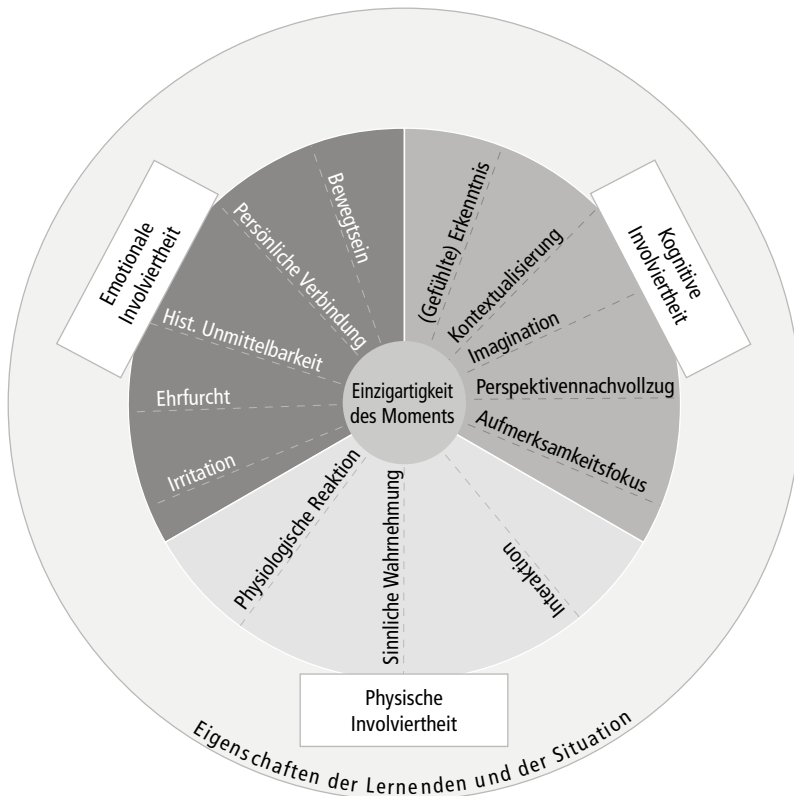 Emotionale
Involviertheit
Bewegtsein
Persönliche Verbindung
Hist. Unmittelbarkeit
Ehrfurcht
Irritation
Kognitive
Involviertheit
(Gefühlte) Erkenntnis
Kontextualisierung
Imagination
Perspektivennachvollzug
Aufmerksamkeitsfokus
Einzigartigkeit
des Moments
Physiologische Reaktion
Sinnliche Wahrnehmung
Interaktion
Physische
Involviertheit
Eigenschaften der Lernenden und der Situation